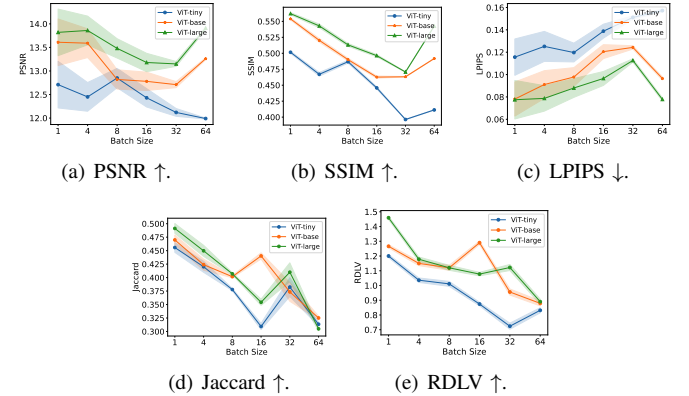 14.0
13.5
13.0
12.5
12.0
PSNR
1 4 8 16 32 64
Batch Size
ViT-tiny
ViT-base
ViT-large
(a) PSNR ↑.
0.550
0.525
0.500
0.475
0.450
0.425
0.400
SSIM
1 4 8 16 32 64
Batch Size
ViT-tiny
ViT-base
ViT-large
(b) SSIM ↑.
0.16
0.14
0.12
0.10
0.08
0.06
LPIPS
1 4 8 16 32 64
Batch Size
ViT-tiny
ViT-base
ViT-large
(c) LPIPS ↓.
0.500
0.475
0.450
0.425
0.400
0.375
0.350
0.325
0.300
Jaccard
1 4 8 16 32 64
Batch Size
ViT-tiny
ViT-base
ViT-large
(d) Jaccard ↑.
1.5
1.4
1.3
1.2
1.1
1.0
0.9
0.8
0.7
RDLV
1 4 8 16 32 64
Batch Size
ViT-tiny
ViT-base
ViT-large
(e) RDLV ↑.